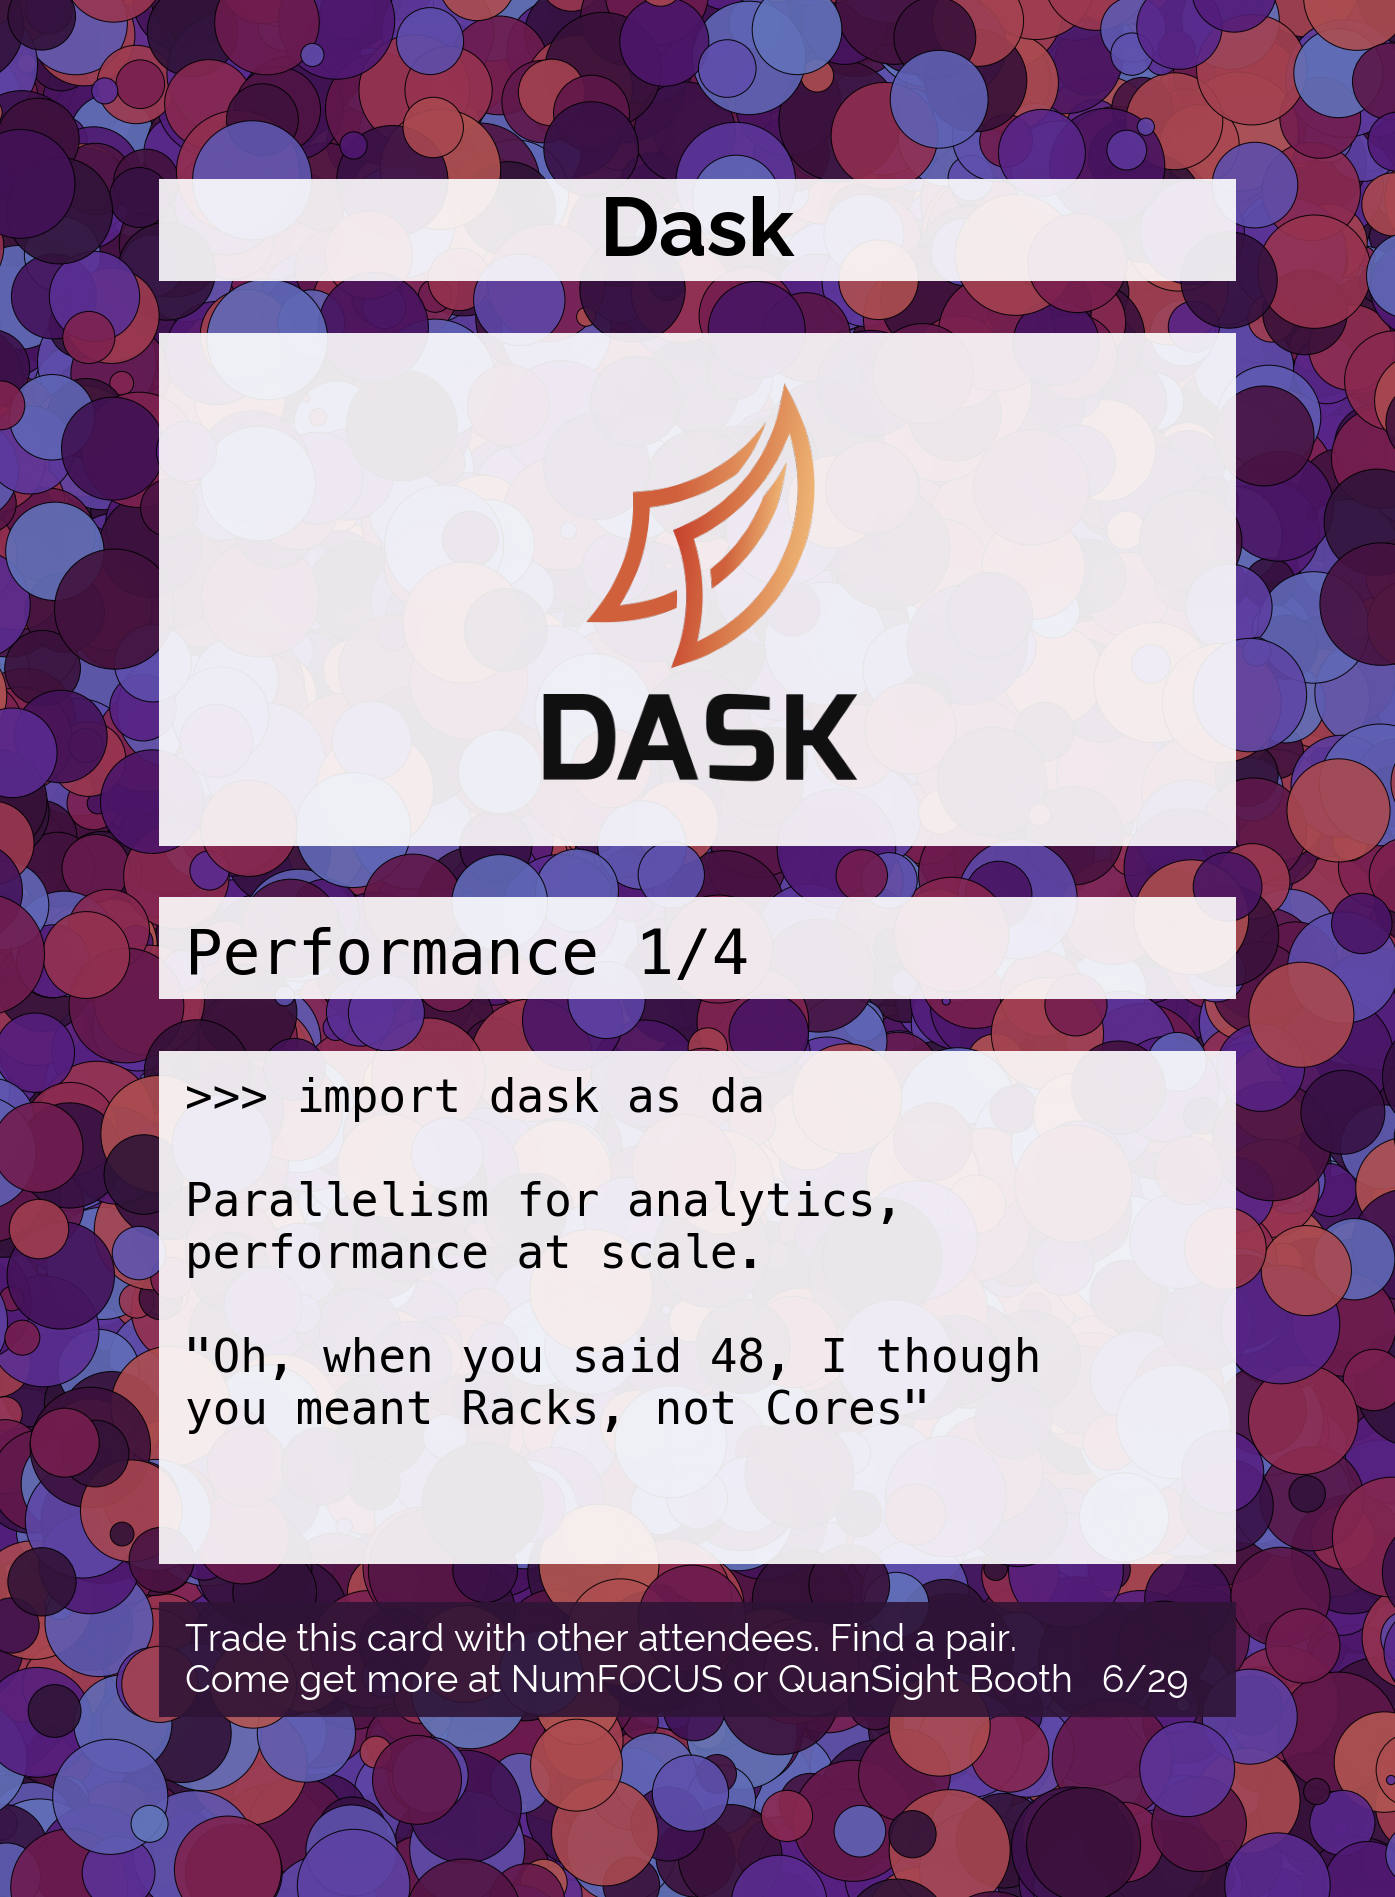 Dask
DASK
Performance 1/4
>>> import dask as da
Parallelism for analytics,
performance at scale.
"Oh, when you said 48, I though
you meant Racks, not Cores"
Trade this card with other attendees. Find a pair.
Come get more at NumFOCUS or QuanSight Booth 6/29